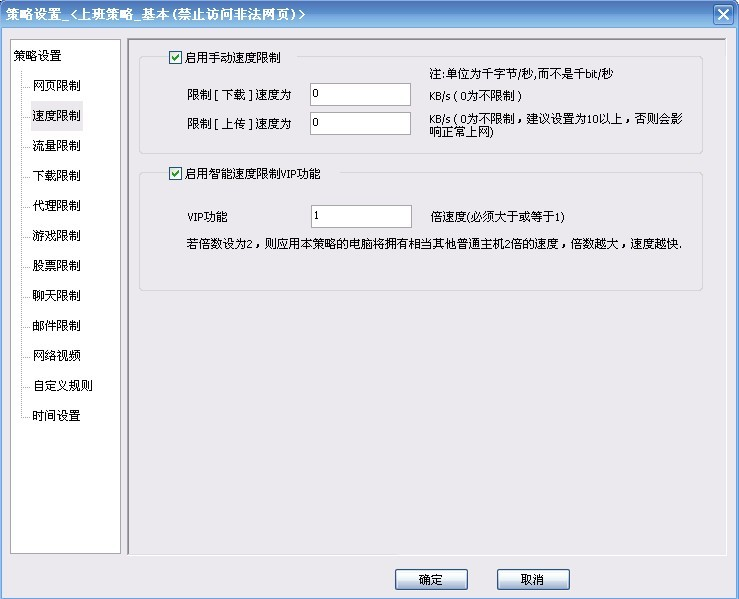 策略设置_<上班策略_基本(禁止访问非法网页)>
策略设置
网页限制
速度限制
流量限制
下载限制
代理限制
游戏限制
股票限制
聊天限制
邮件限制
网络视频
自定义规则
时间设置
启用手动速度限制
注:单位为千字节/秒,而不是千bit/秒
限制[下载]速度为 0 KB/s(0为不限制)
限制[上传]速度为 0 KB/s(0为不限制，建议设置为10以上，否则会影
响正常上网)
启用智能速度限制VIP功能
VIP功能 1 倍速度(必须大于或等于1)
若倍数设为2，则应用本策略的电脑将拥有相当其他普通主机2倍的速度，倍数越大，速度越快.
确定 取消